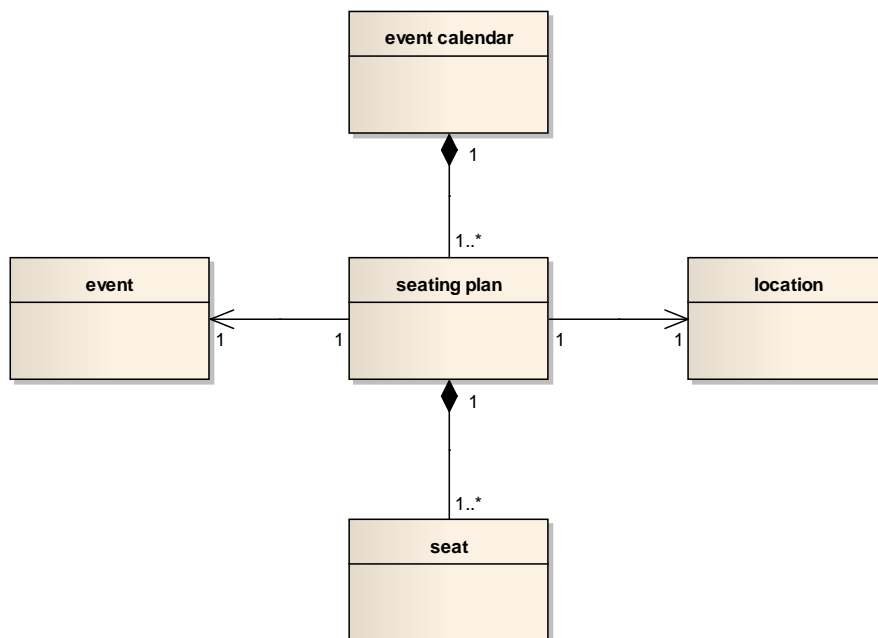 event calendar
1
1..*
event
seating plan
location
1
1
1
1
1
1..*
seat